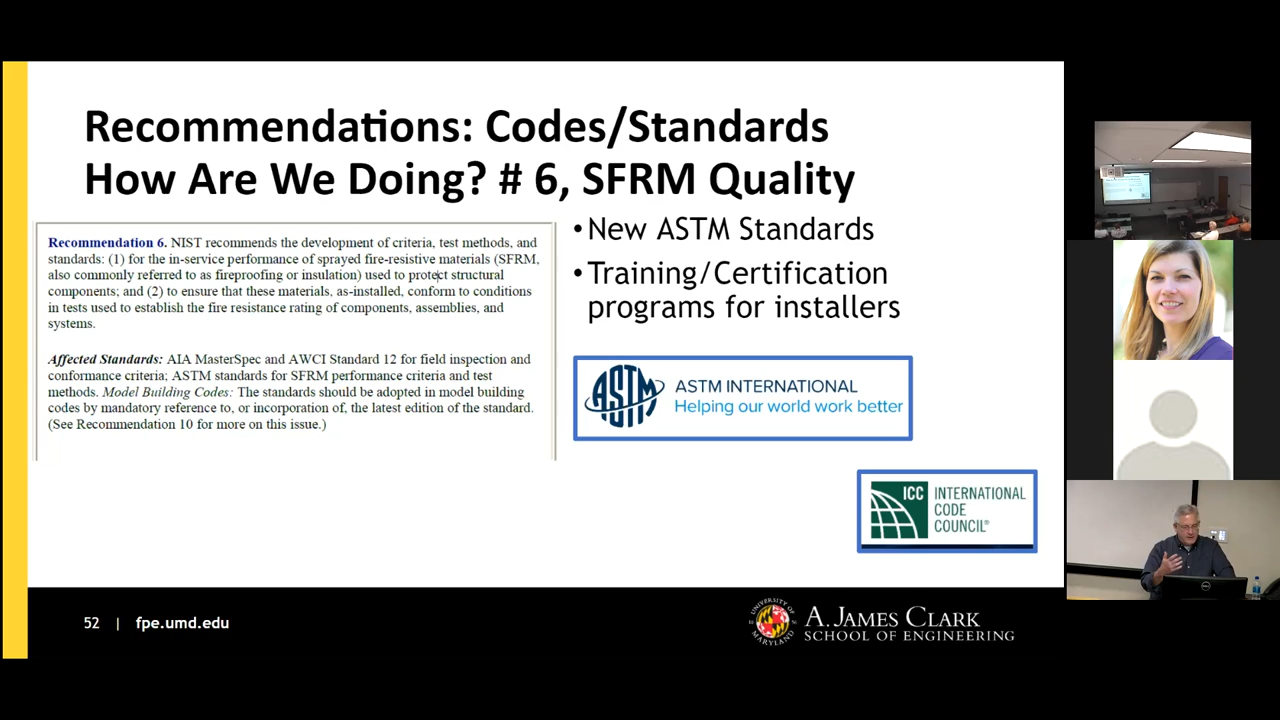 Recommendations: Codes/Standards
How Are We Doing? # 6, SFRM Quality
Recommendation 6. NIST recommends the development of criteria, test methods, and
standards: (1) for the in-service performance of sprayed fire-resistive materials (SFRM,
also commonly referred to as fireproofing or insulation) used to protect structural
components; and (2) to ensure that these materials, as-installed, conform to conditions
in tests used to establish the fire resistance rating of components, assemblies, and
systems.
Affected Standards: AIA MasterSpec and AWCI Standard 12 for field inspection and
conformance criteria; ASTM standards for SFRM performance criteria and test
methods. Model Building Codes: The standards should be adopted in model building
codes by mandatory reference to, or incorporation of, the latest edition of the standard.
(See Recommendation 10 for more on this issue.)
• New ASTM Standards
• Training/Certification
programs for installers
ASTM
ASTM INTERNATIONAL
Helping our world work better
ICC
INTERNATIONAL
CODE
COUNCIL®
52 | fpe.umd.edu
UNIVERSITY OF
MARYLAND
A. JAMES CLARK
SCHOOL OF ENGINEERING